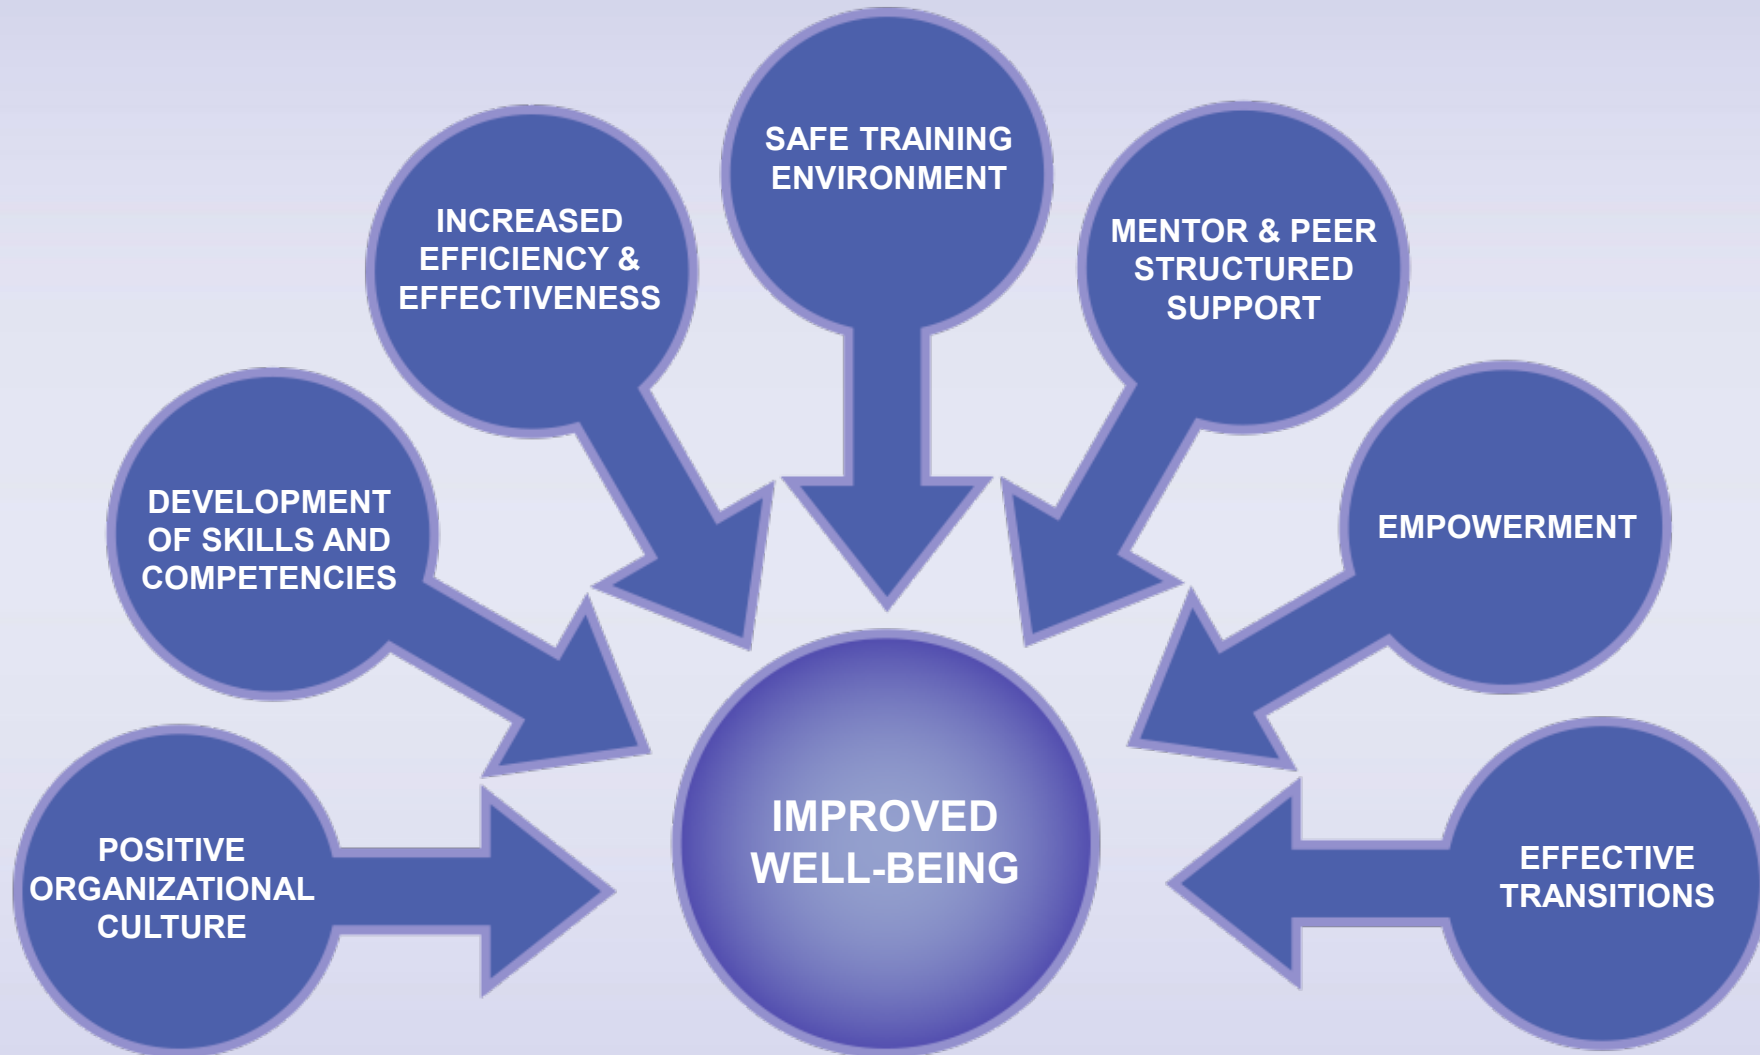 SAFE TRAINING
ENVIRONMENT
INCREASED
EFFICIENCY &
EFFECTIVENESS
MENTOR & PEER
STRUCTURED
SUPPORT
DEVELOPMENT
OF SKILLS AND
COMPETENCIES
EMPOWERMENT
POSITIVE
ORGANIZATIONAL
CULTURE
IMPROVED
WELL-BEING
EFFECTIVE
TRANSITIONS